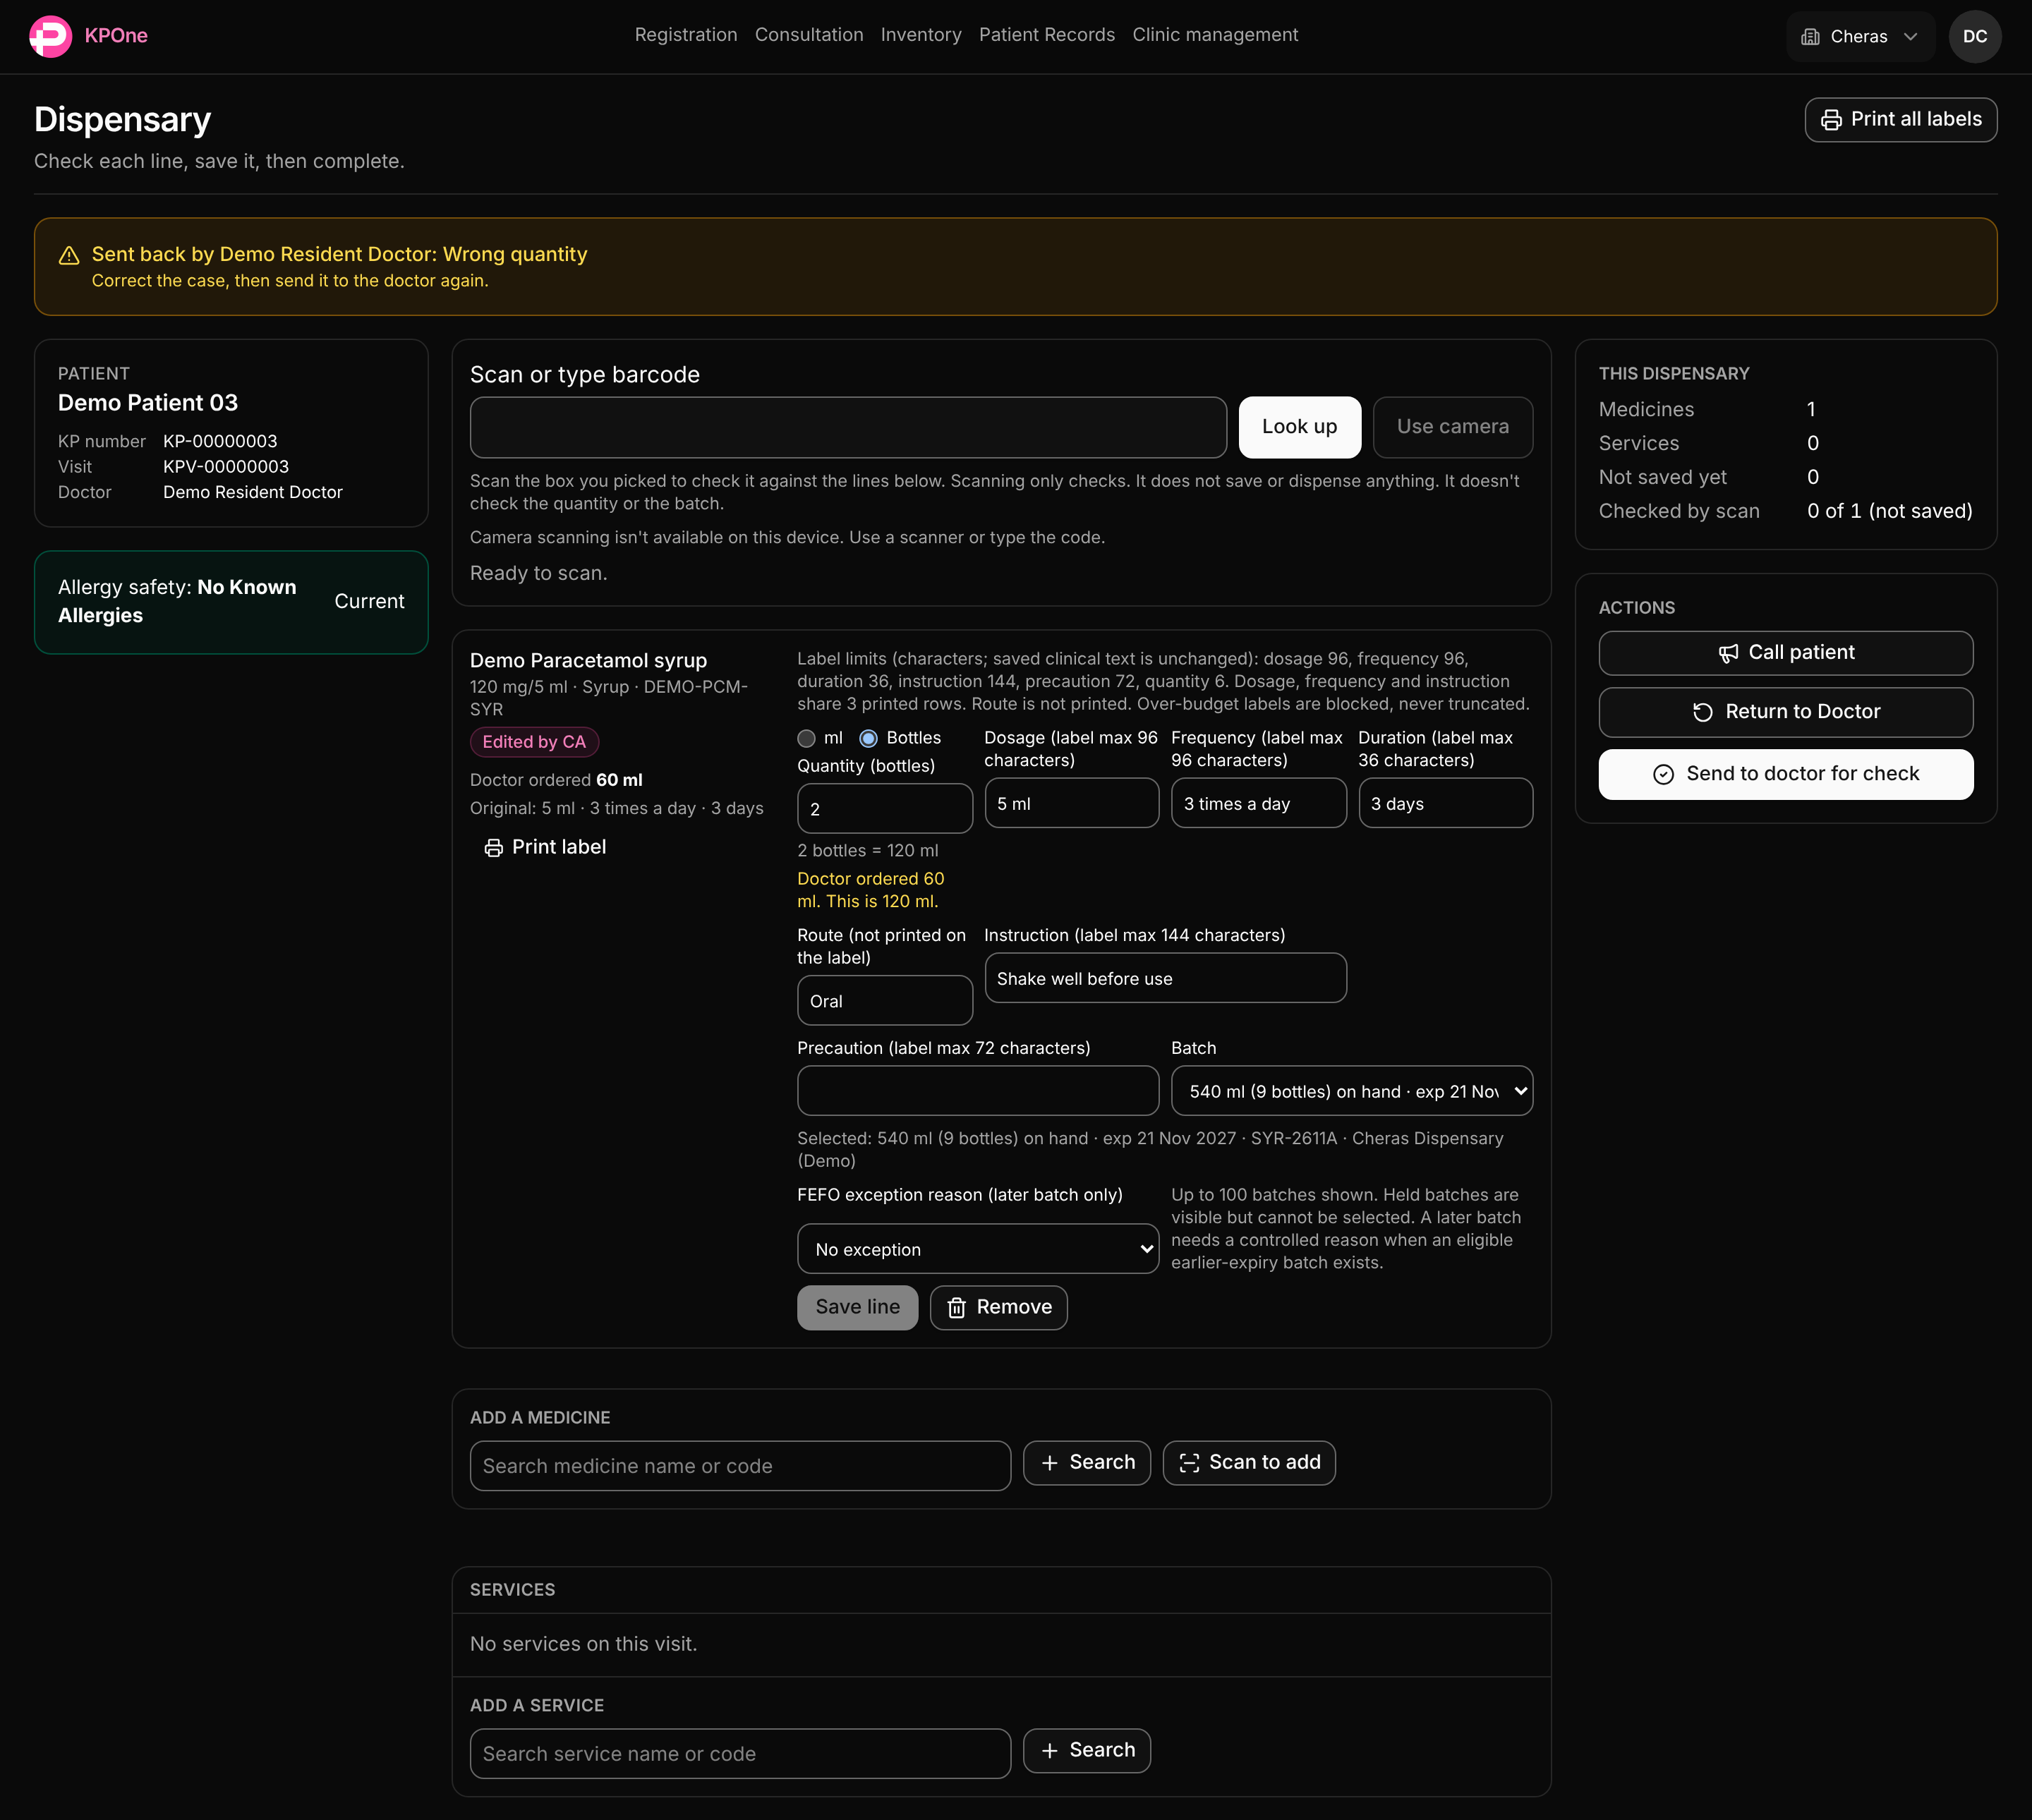 KPOne
Registration
Consultation
Inventory
Patient Records
Clinic management
Cheras
DC
Dispensary
Check each line, save it, then complete.
Print all labels
Sent back by Demo Resident Doctor: Wrong quantity
Correct the case, then send it to the doctor again.
PATIENT
Demo Patient 03
KP number KP-00000003
Visit KPV-00000003
Doctor Demo Resident Doctor
Allergy safety: No Known
Allergies
Current
Scan or type barcode
Look up
Use camera
Scan the box you picked to check it against the lines below. Scanning only checks. It does not save or dispense anything. It doesn't
check the quantity or the batch.
Camera scanning isn't available on this device. Use a scanner or type the code.
Ready to scan.
Demo Paracetamol syrup
120 mg/5 ml · Syrup · DEMO-PCM-
SYR
Edited by CA
Doctor ordered 60 ml
Original: 5 ml · 3 times a day · 3 days
Print label
Label limits (characters; saved clinical text is unchanged): dosage 96, frequency 96,
duration 36, instruction 144, precaution 72, quantity 6. Dosage, frequency and instruction
share 3 printed rows. Route is not printed. Over-budget labels are blocked, never truncated.
ml
Bottles
Quantity (bottles)
2
2 bottles = 120 ml
Doctor ordered 60
ml. This is 120 ml.
Dosage (label max 96
characters)
5 ml
Frequency (label max
96 characters)
3 times a day
Duration (label max
36 characters)
3 days
Route (not printed on
the label)
Oral
Instruction (label max 144 characters)
Shake well before use
Precaution (label max 72 characters)
Batch
540 ml (9 bottles) on hand · exp 21 Nov
Selected: 540 ml (9 bottles) on hand · exp 21 Nov 2027 · SYR-2611A · Cheras Dispensary
(Demo)
FEFO exception reason (later batch only)
No exception
Up to 100 batches shown. Held batches are
visible but cannot be selected. A later batch
needs a controlled reason when an eligible
earlier-expiry batch exists.
Save line
Remove
ADD A MEDICINE
Search medicine name or code
Search
Scan to add
SERVICES
No services on this visit.
ADD A SERVICE
Search service name or code
Search
THIS DISPENSARY
Medicines 1
Services 0
Not saved yet 0
Checked by scan 0 of 1 (not saved)
ACTIONS
Call patient
Return to Doctor
Send to doctor for check